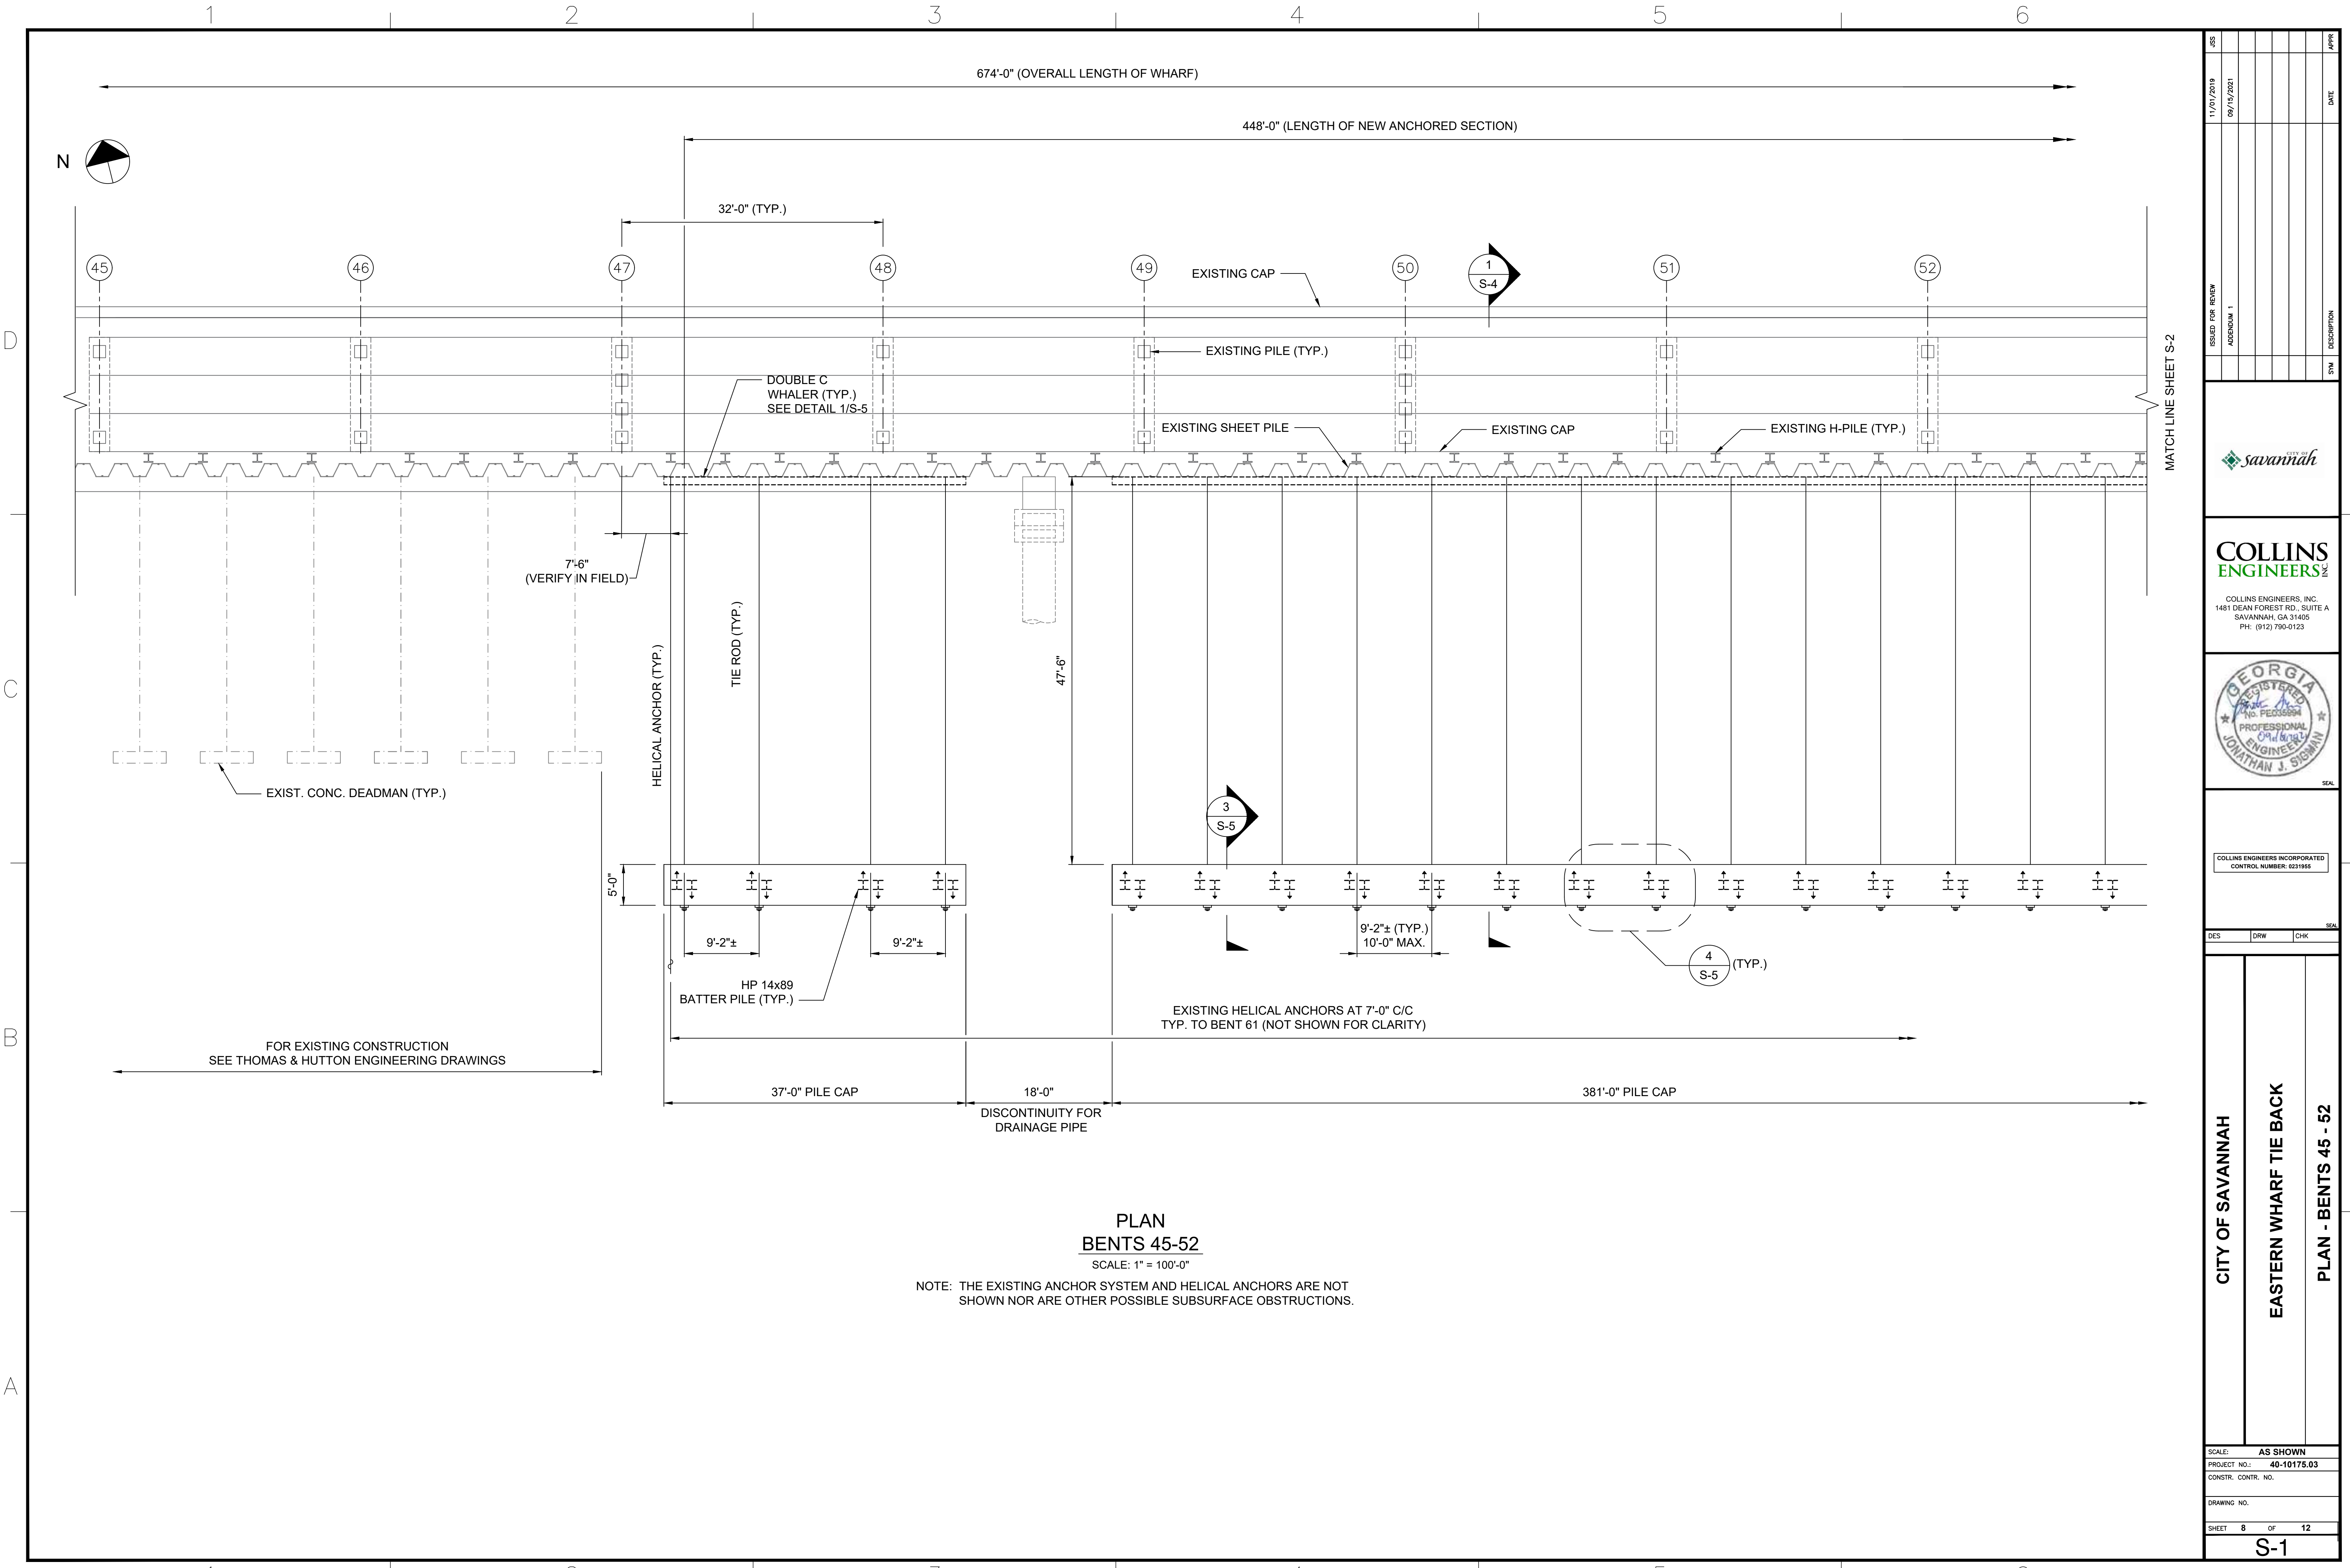 1 2 3 4 5 6
674'-0" (OVERALL LENGTH OF WHARF)
448'-0" (LENGTH OF NEW ANCHORED SECTION)
N
32'-0" (TYP.)
45 46 47 48 49 50 51 52
EXISTING CAP
1
S-4
D
EXISTING PILE (TYP.)
DOUBLE C
WHALER (TYP.)
SEE DETAIL 1/S-5
EXISTING SHEET PILE
EXISTING CAP
EXISTING H-PILE (TYP.)
MATCH LINE SHEET S-2
7'-6"
(VERIFY IN FIELD)
HELICAL ANCHOR (TYP.)
TIE ROD (TYP.)
47'-6"
C
EXIST. CONC. DEADMAN (TYP.)
3
S-5
5'-0"
9'-2"±
9'-2"±
9'-2"± (TYP.)
10'-0" MAX.
4
S-5
(TYP.)
HP 14x89
BATTER PILE (TYP.)
EXISTING HELICAL ANCHORS AT 7'-0" C/C
TYP. TO BENT 61 (NOT SHOWN FOR CLARITY)
B
FOR EXISTING CONSTRUCTION
SEE THOMAS & HUTTON ENGINEERING DRAWINGS
37'-0" PILE CAP
18'-0"
DISCONTINUITY FOR
DRAINAGE PIPE
381'-0" PILE CAP
PLAN
BENTS 45-52
SCALE: 1" = 100'-0"
NOTE: THE EXISTING ANCHOR SYSTEM AND HELICAL ANCHORS ARE NOT
SHOWN NOR ARE OTHER POSSIBLE SUBSURFACE OBSTRUCTIONS.
A
ISSUED FOR REVIEW 11/01/2019 JSS
ADDENDUM 1 09/15/2021
SYM DESCRIPTION DATE APPR
CITY OF
savannah
COLLINS
ENGINEERS INC.
COLLINS ENGINEERS, INC.
1481 DEAN FOREST RD., SUITE A
SAVANNAH, GA 31405
PH: (912) 790-0123
GEORGIA
REGISTERED
No. PE035994
PROFESSIONAL
ENGINEER
JONATHAN J. SIGMAN
SEAL
COLLINS ENGINEERS INCORPORATED
CONTROL NUMBER: 0231955
SEAL
DES DRW CHK
CITY OF SAVANNAH
EASTERN WHARF TIE BACK
PLAN - BENTS 45 - 52
SCALE: AS SHOWN
PROJECT NO.: 40-10175.03
CONSTR. CONTR. NO.
DRAWING NO.
SHEET 8 OF 12
S-1